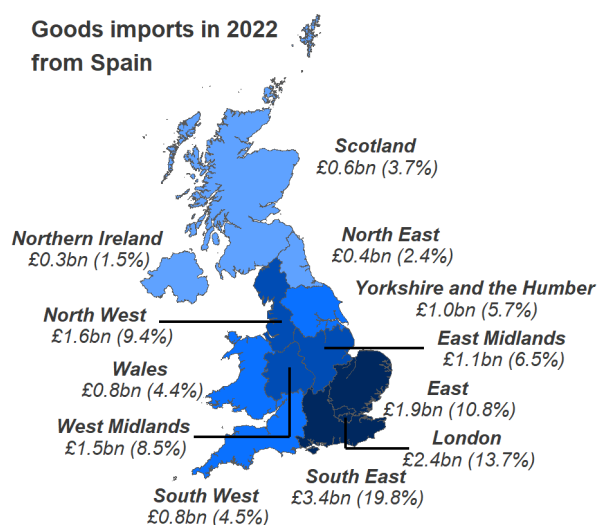 Goods imports in 2022
from Spain
Scotland
£0.6bn (3.7%)
Northern Ireland
£0.3bn (1.5%)
North East
£0.4bn (2.4%)
Yorkshire and the Humber
£1.0bn (5.7%)
North West
£1.6bn (9.4%)
East Midlands
£1.1bn (6.5%)
Wales
£0.8bn (4.4%)
East
£1.9bn (10.8%)
West Midlands
£1.5bn (8.5%)
London
£2.4bn (13.7%)
South East
£3.4bn (19.8%)
South West
£0.8bn (4.5%)